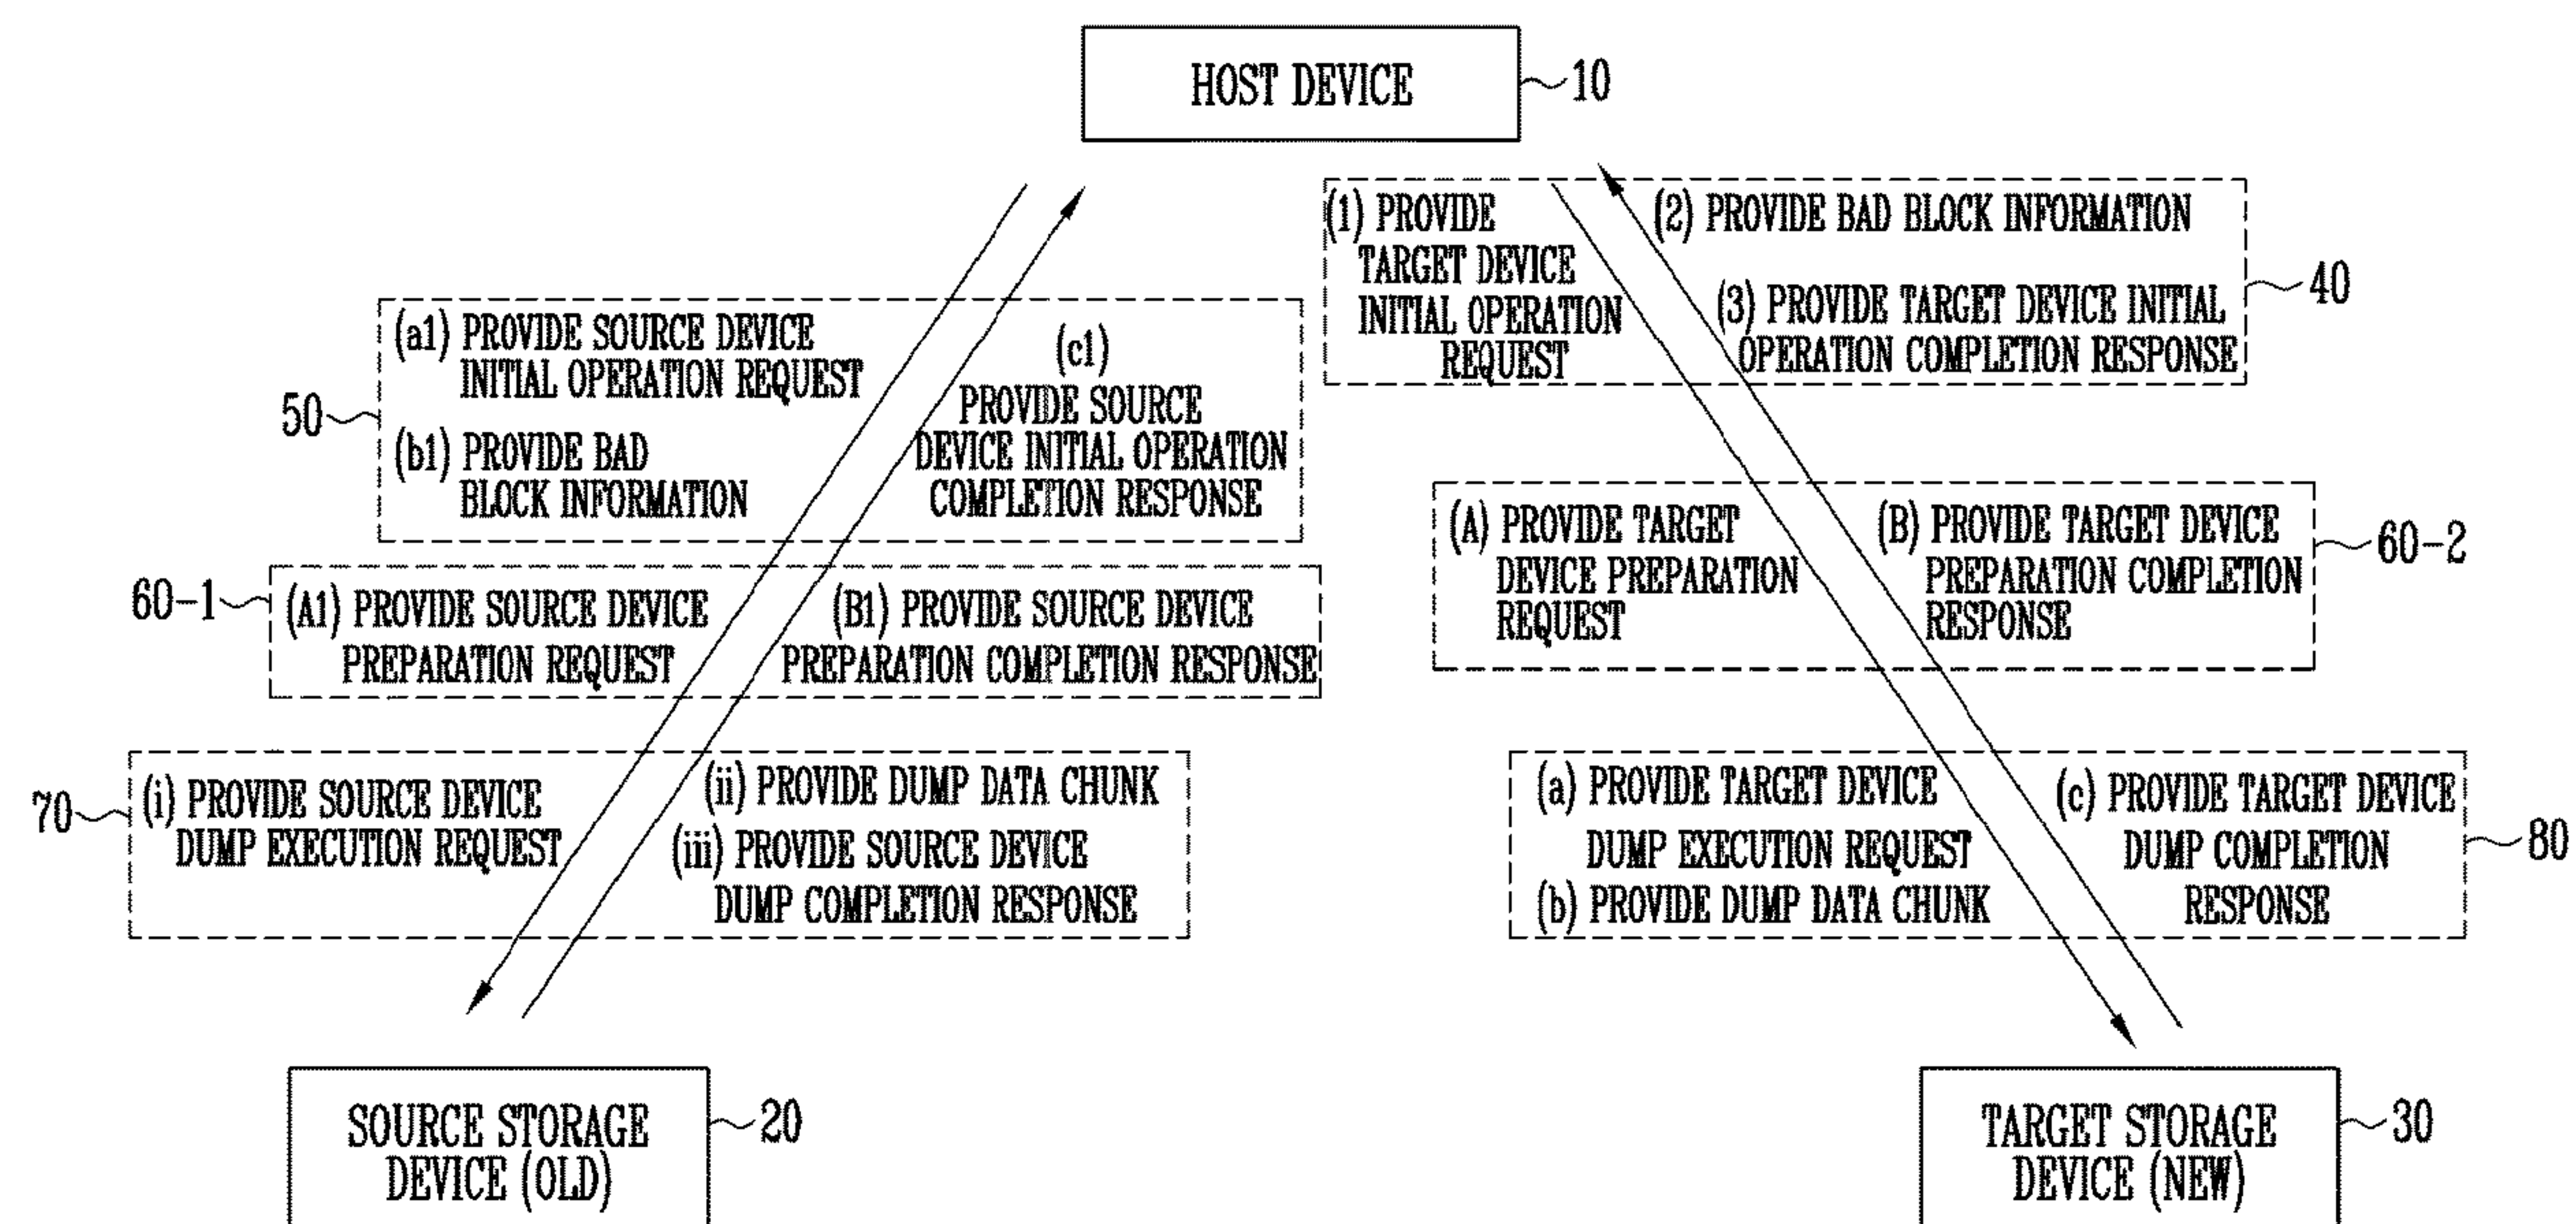 HOST DEVICE
10
(1) PROVIDE
TARGET DEVICE
INITIAL OPERATION
REQUEST
(2) PROVIDE BAD BLOCK INFORMATION
(3) PROVIDE TARGET DEVICE INITIAL
OPERATION COMPLETION RESPONSE
40
50
(a1) PROVIDE SOURCE DEVICE
INITIAL OPERATION REQUEST
(b1) PROVIDE BAD
BLOCK INFORMATION
(c1)
PROVIDE SOURCE
DEVICE INITIAL OPERATION
COMPLETION RESPONSE
60-1
(A1) PROVIDE SOURCE DEVICE
PREPARATION REQUEST
(B1) PROVIDE SOURCE DEVICE
PREPARATION COMPLETION RESPONSE
(A) PROVIDE TARGET
DEVICE PREPARATION
REQUEST
(B) PROVIDE TARGET DEVICE
PREPARATION COMPLETION
RESPONSE
60-2
70
(i) PROVIDE SOURCE DEVICE
DUMP EXECUTION REQUEST
(ii) PROVIDE DUMP DATA CHUNK
(iii) PROVIDE SOURCE DEVICE
DUMP COMPLETION RESPONSE
(a) PROVIDE TARGET DEVICE
DUMP EXECUTION REQUEST
(b) PROVIDE DUMP DATA CHUNK
(c) PROVIDE TARGET DEVICE
DUMP COMPLETION
RESPONSE
80
SOURCE STORAGE
DEVICE (OLD)
20
TARGET STORAGE
DEVICE (NEW)
30